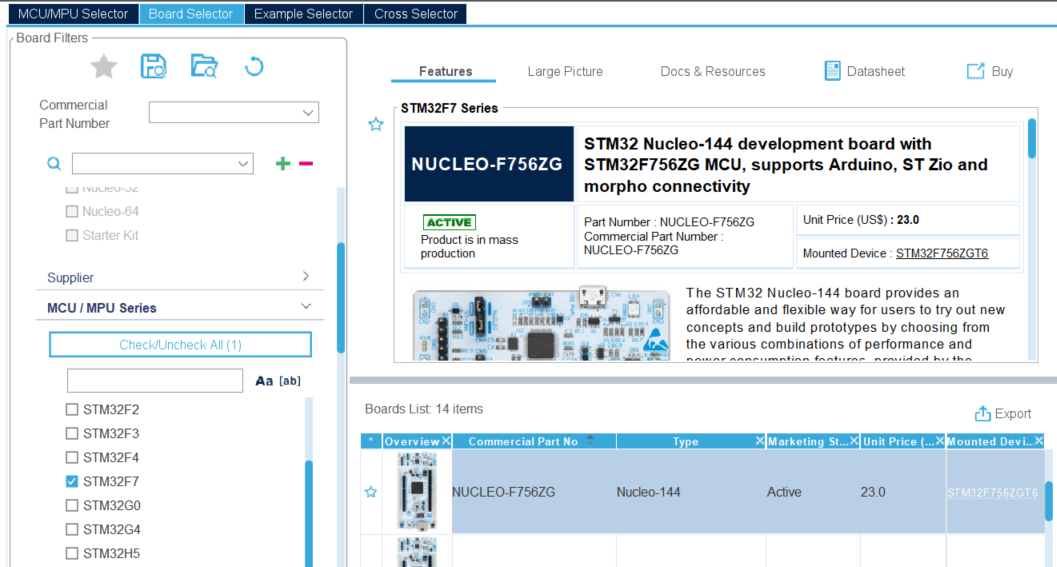 MCU/MPU Selector
Board Selector
Example Selector
Cross Selector
Board Filters
Commercial
Part Number
Nucleo-32
Nucleo-64
Starter Kit
Supplier
MCU / MPU Series
Check/Uncheck All (1)
Aa [ab]
STM32F2
STM32F3
STM32F4
STM32F7
STM32G0
STM32G4
STM32H5
Features
Large Picture
Docs & Resources
Datasheet
Buy
STM32F7 Series
NUCLEO-F756ZG
STM32 Nucleo-144 development board with
STM32F756ZG MCU, supports Arduino, ST Zio and
morpho connectivity
ACTIVE
Product is in mass
production
Part Number : NUCLEO-F756ZG
Commercial Part Number :
NUCLEO-F756ZG
Unit Price (US$) : 23.0
Mounted Device : STM32F756ZGT6
The STM32 Nucleo-144 board provides an
affordable and flexible way for users to try out new
concepts and build prototypes by choosing from
the various combinations of performance and
power consumption features, provided by the
Boards List: 14 items
Export
* Overview Commercial Part No Type Marketing St... Unit Price (... Mounted Devi...
NUCLEO-F756ZG Nucleo-144 Active 23.0 STM32F756ZGT6